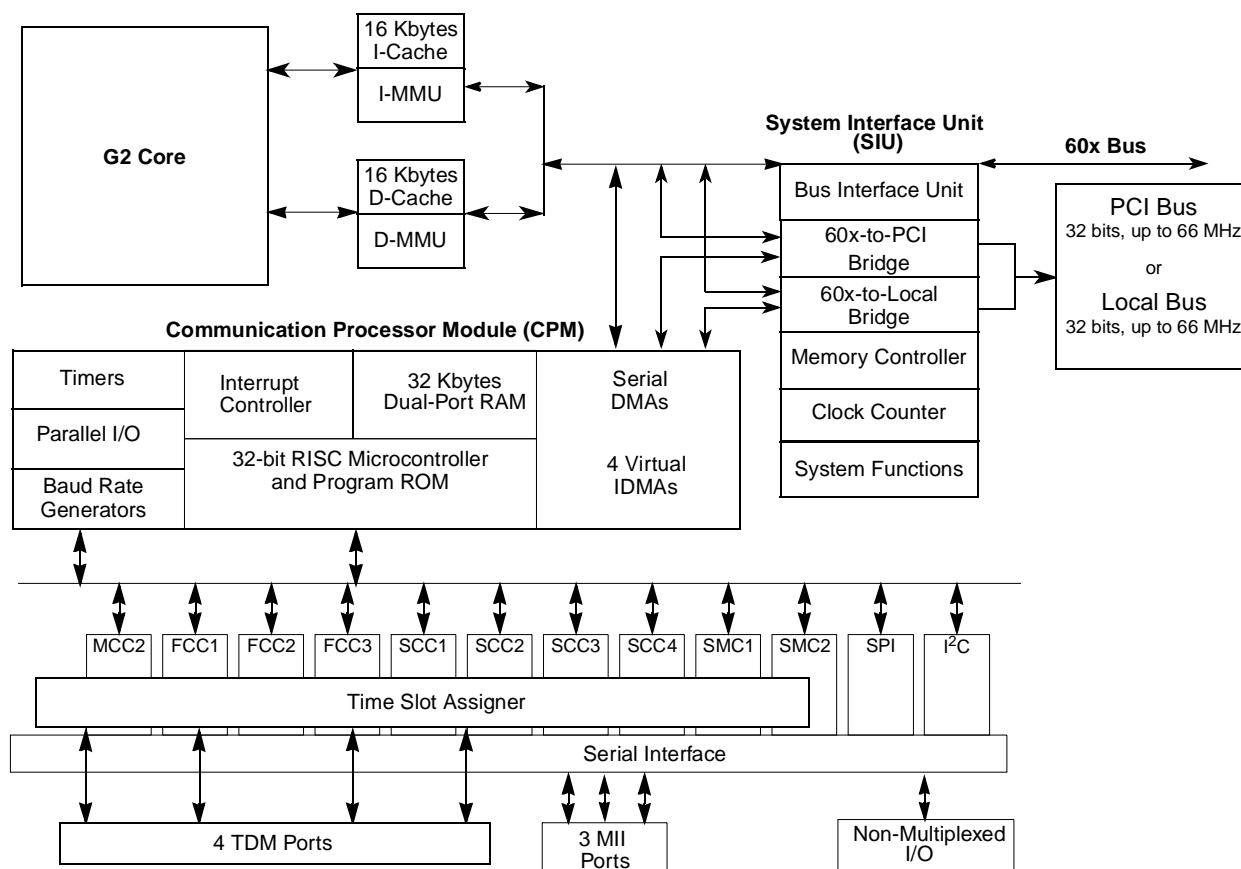 16 Kbytes
I-Cache
I-MMU
G2 Core
16 Kbytes
D-Cache
D-MMU
System Interface Unit
(SIU)
60x Bus
Bus Interface Unit
60x-to-PCI
Bridge
60x-to-Local
Bridge
Memory Controller
Clock Counter
System Functions
PCI Bus
32 bits, up to 66 MHz
or
Local Bus
32 bits, up to 66 MHz
Communication Processor Module (CPM)
Timers
Parallel I/O
Baud Rate
Generators
Interrupt
Controller
32 Kbytes
Dual-Port RAM
32-bit RISC Microcontroller
and Program ROM
Serial
DMAs
4 Virtual
IDMAs
MCC2 FCC1 FCC2 FCC3 SCC1 SCC2 SCC3 SCC4 SMC1 SMC2 SPI I²C
Time Slot Assigner
Serial Interface
4 TDM Ports
3 MII
Ports
Non-Multiplexed
I/O